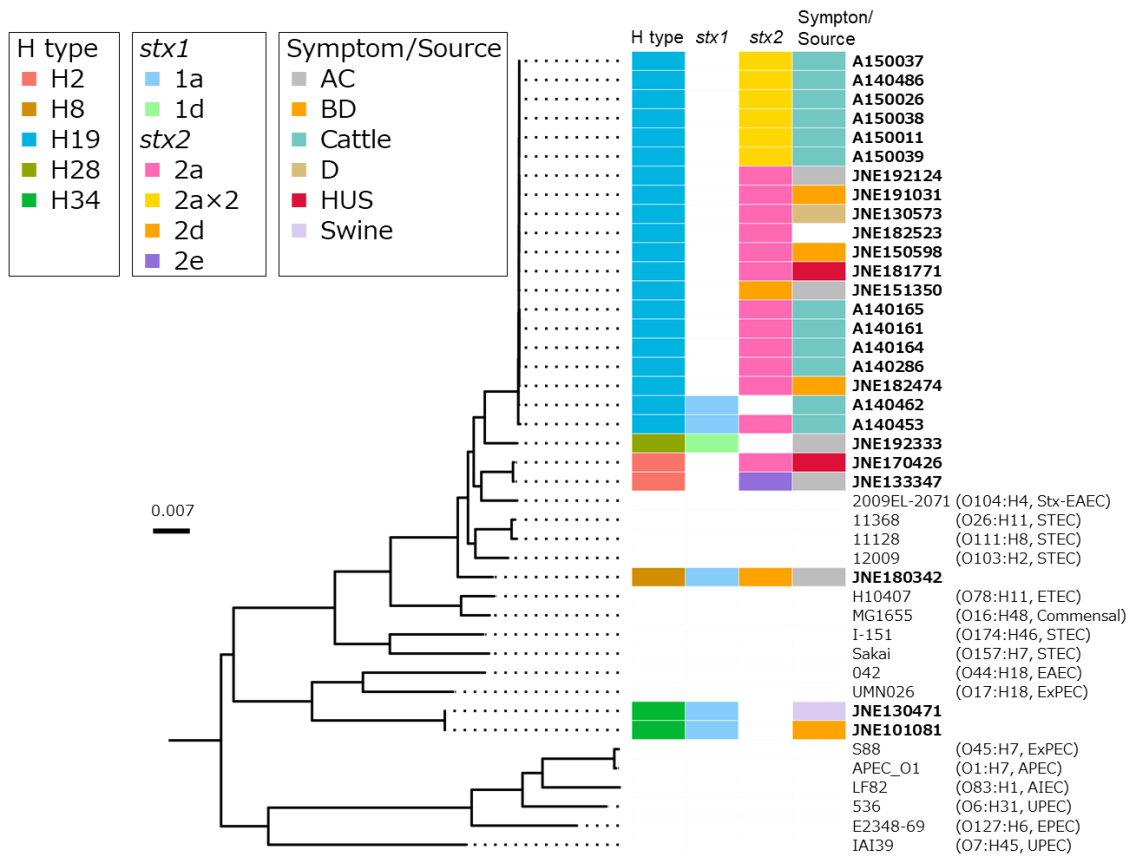 H type
H2
H8
H19
H28
H34
stx1
1a
1d
stx2
2a
2a×2
2d
2e
Symptom/Source
AC
BD
Cattle
D
HUS
Swine
H type stx1 stx2 Sympton/
Source
A150037
A140486
A150026
A150038
A150011
A150039
JNE192124
JNE191031
JNE130573
JNE182523
JNE150598
JNE181771
JNE151350
A140165
A140161
A140164
A140286
JNE182474
A140462
A140453
JNE192333
JNE170426
JNE133347
2009EL-2071 (O104:H4, Stx-EAEC)
0.007
11368 (O26:H11, STEC)
11128 (O111:H8, STEC)
12009 (O103:H2, STEC)
JNE180342
H10407 (O78:H11, ETEC)
MG1655 (O16:H48, Commensal)
I-151 (O174:H46, STEC)
Sakai (O157:H7, STEC)
042 (O44:H18, EAEC)
UMN026 (O17:H18, ExPEC)
JNE130471
JNE101081
S88 (O45:H7, ExPEC)
APEC_O1 (O1:H7, APEC)
LF82 (O83:H1, AIEC)
536 (O6:H31, UPEC)
E2348-69 (O127:H6, EPEC)
IAI39 (O7:H45, UPEC)